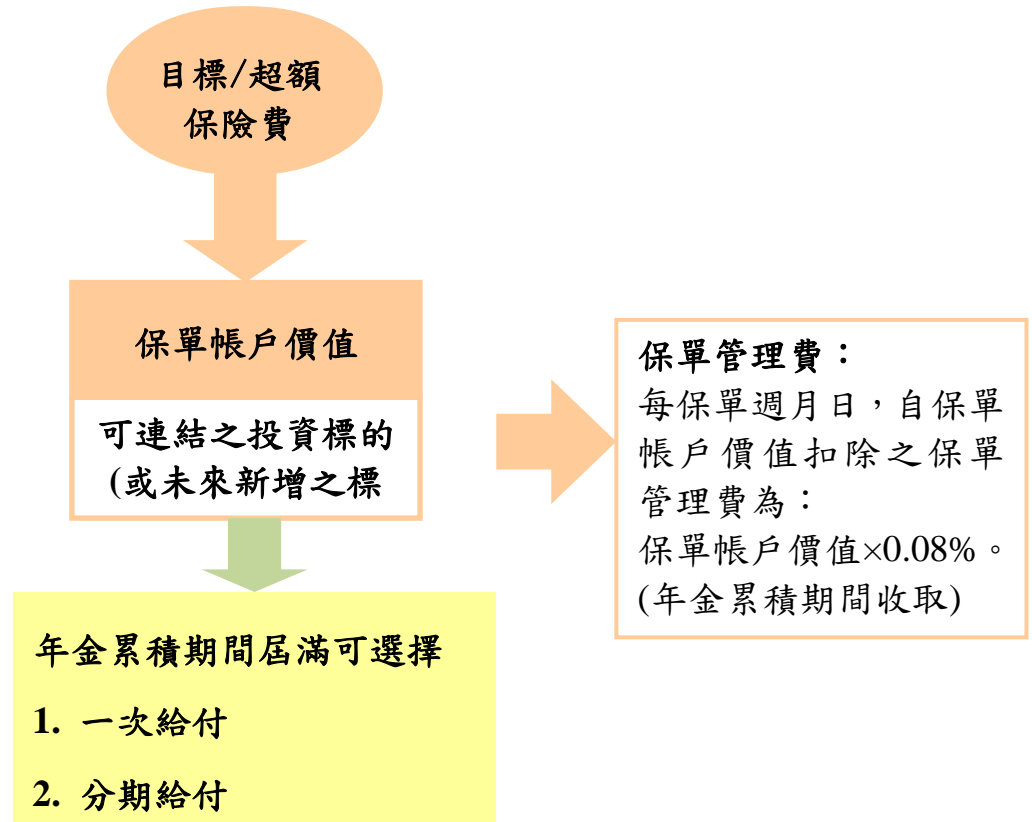 目標/超額
保險費
保單帳戶價值
可連結之投資標的
(或未來新增之標
保單管理費：
每保單週月日，自保單
帳戶價值扣除之保單
管理費為：
保單帳戶價值×0.08%。
(年金累積期間收取)
年金累積期間屆滿可選擇
1. 一次給付
2. 分期給付